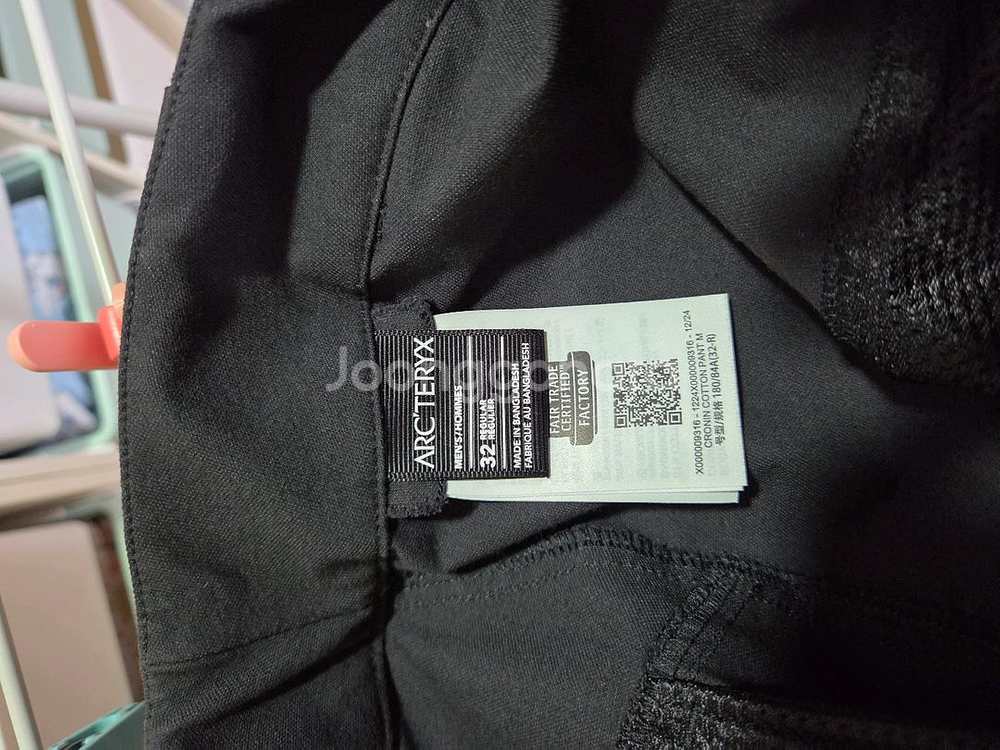 ARC'TERYX
MEN'S/HOMMES
32 REGULAR
RÉGULIER
MADE IN BANGLADESH
FABRIQUÉ AU BANGLADESH
FAIR TRADE
CERTIFIED
FACTORY
X000009316 - 1224X000009316 - 12/24
CRONIN COTTON PANT M
号型/规格 180/84A(32-R)